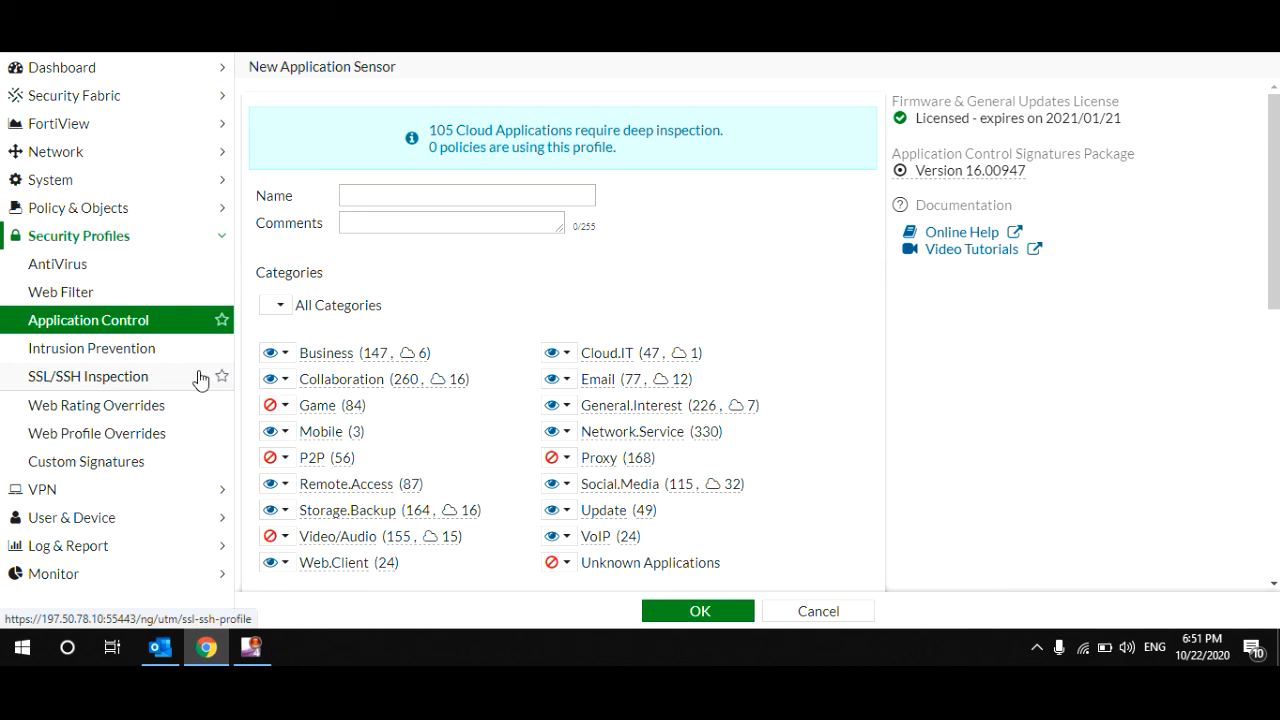 Dashboard
Security Fabric
FortiView
Network
System
Policy & Objects
Security Profiles
AntiVirus
Web Filter
Application Control
Intrusion Prevention
SSL/SSH Inspection
Web Rating Overrides
Web Profile Overrides
Custom Signatures
VPN
User & Device
Log & Report
Monitor
https://197.50.78.10:55443/ng/utm/ssl-ssh-profile
New Application Sensor
105 Cloud Applications require deep inspection.
0 policies are using this profile.
Name
Comments 0/255
Categories
All Categories
Business (147, 6) Cloud.IT (47, 1)
Collaboration (260, 16) Email (77, 12)
Game (84) General.Interest (226, 7)
Mobile (3) Network.Service (330)
P2P (56) Proxy (168)
Remote.Access (87) Social.Media (115, 32)
Storage.Backup (164, 16) Update (49)
Video/Audio (155, 15) VoIP (24)
Web.Client (24) Unknown Applications
OK Cancel
Firmware & General Updates License
Licensed - expires on 2021/01/21
Application Control Signatures Package
Version 16.00947
Documentation
Online Help
Video Tutorials
ENG
6:51 PM
10/22/2020
10